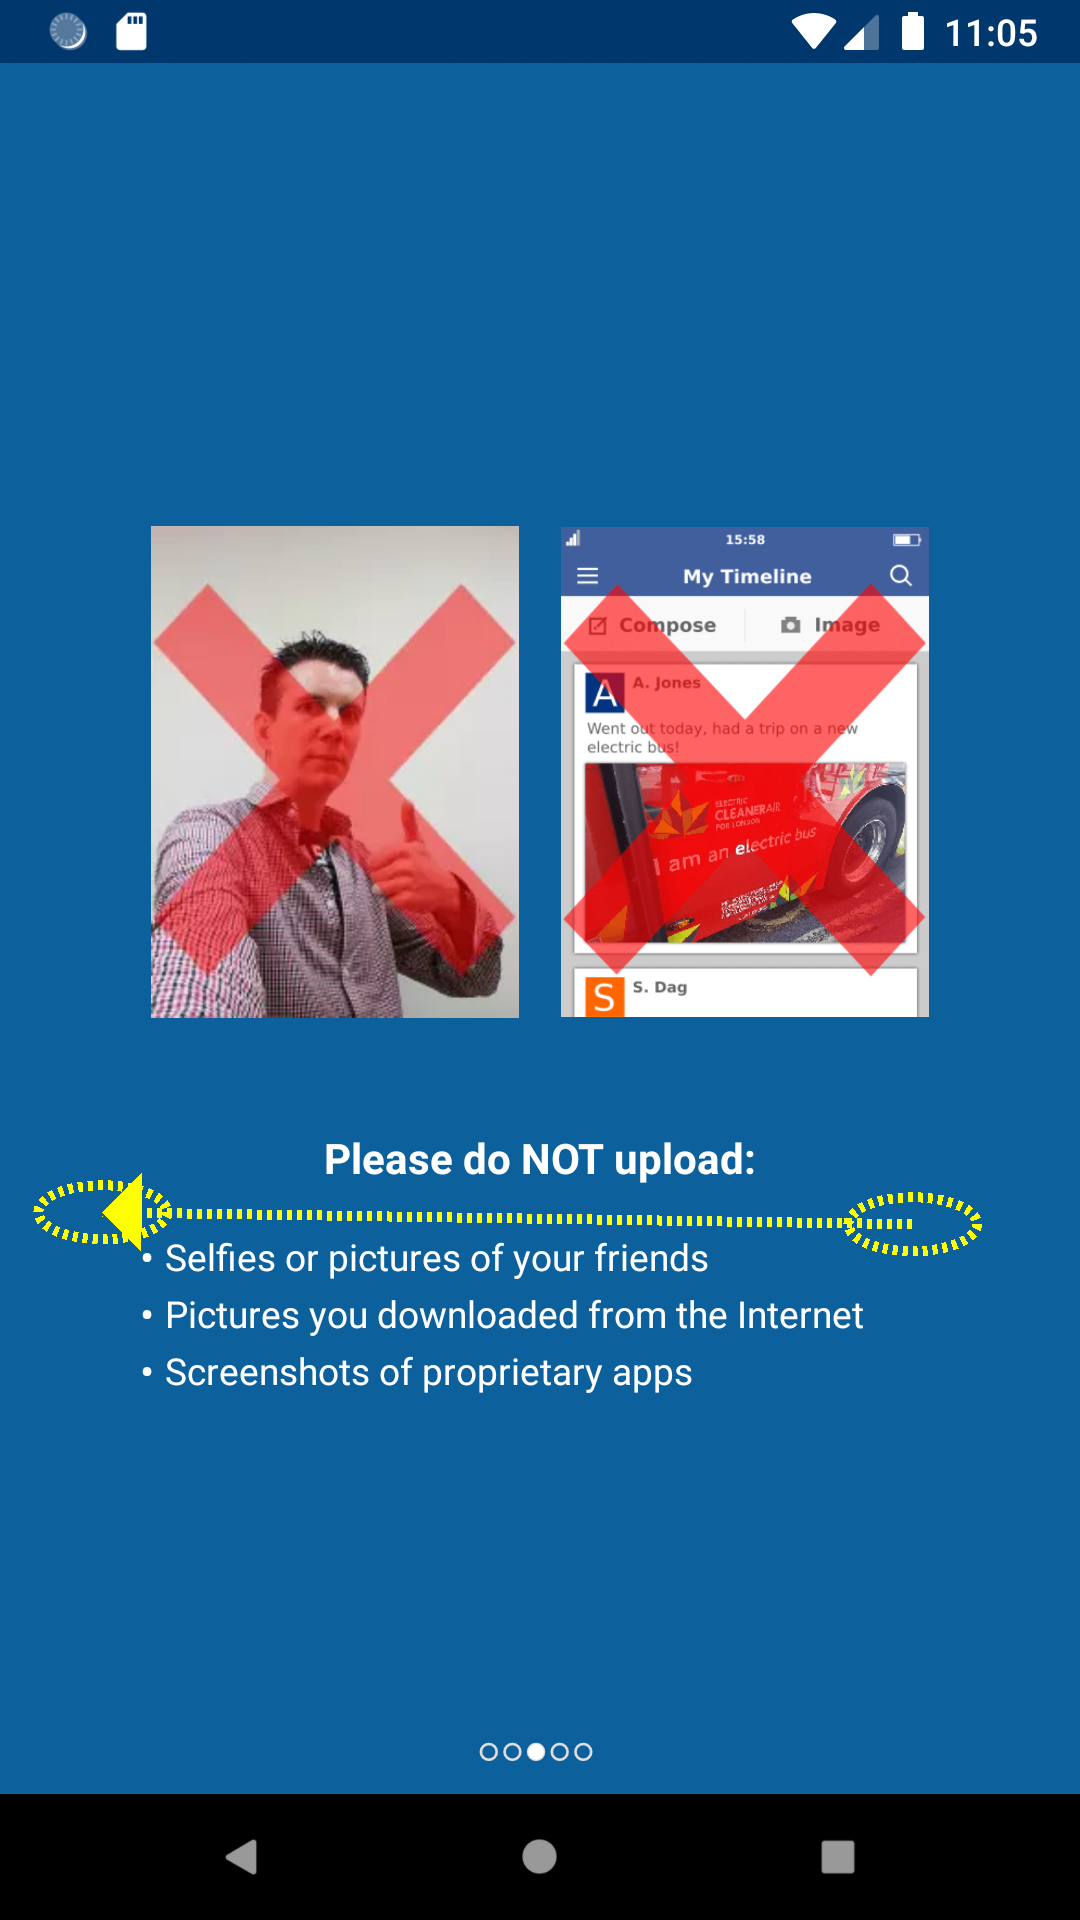 11:05
15:58
My Timeline
Compose
Image
A
A. Jones
Went out today, had a trip on a new
electric bus!
ELECTRIC
CLEANERAIR
FOR LONDON
I am an electric bus
S
S. Dag
Please do NOT upload:
• Selfies or pictures of your friends
• Pictures you downloaded from the Internet
• Screenshots of proprietary apps